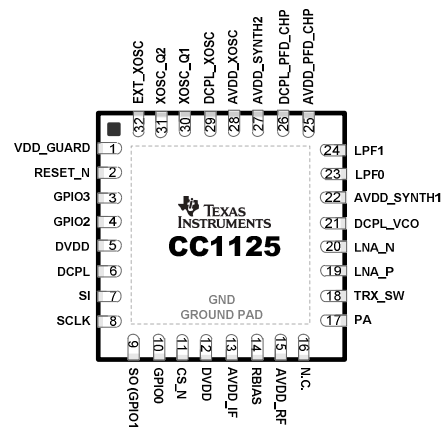 EXT_XOSC
XOSC_Q2
XOSC_Q1
DCPL_XOSC
AVDD_XOSC
AVDD_SYNTH2
DCPL_PFD_CHP
AVDD_PFD_CHP
32
31
30
29
28
27
26
25
VDD_GUARD 1
RESET_N 2
GPIO3 3
GPIO2 4
DVDD 5
DCPL 6
SI 7
SCLK 8
24 LPF1
23 LPF0
22 AVDD_SYNTH1
21 DCPL_VCO
20 LNA_N
19 LNA_P
18 TRX_SW
17 PA
TEXAS
INSTRUMENTS
CC1125
GND
GROUND PAD
9
10
11
12
13
14
15
16
SO (GPIO1
GPIO0
CS_N
DVDD
AVDD_IF
RBIAS
AVDD_RF
N.C.